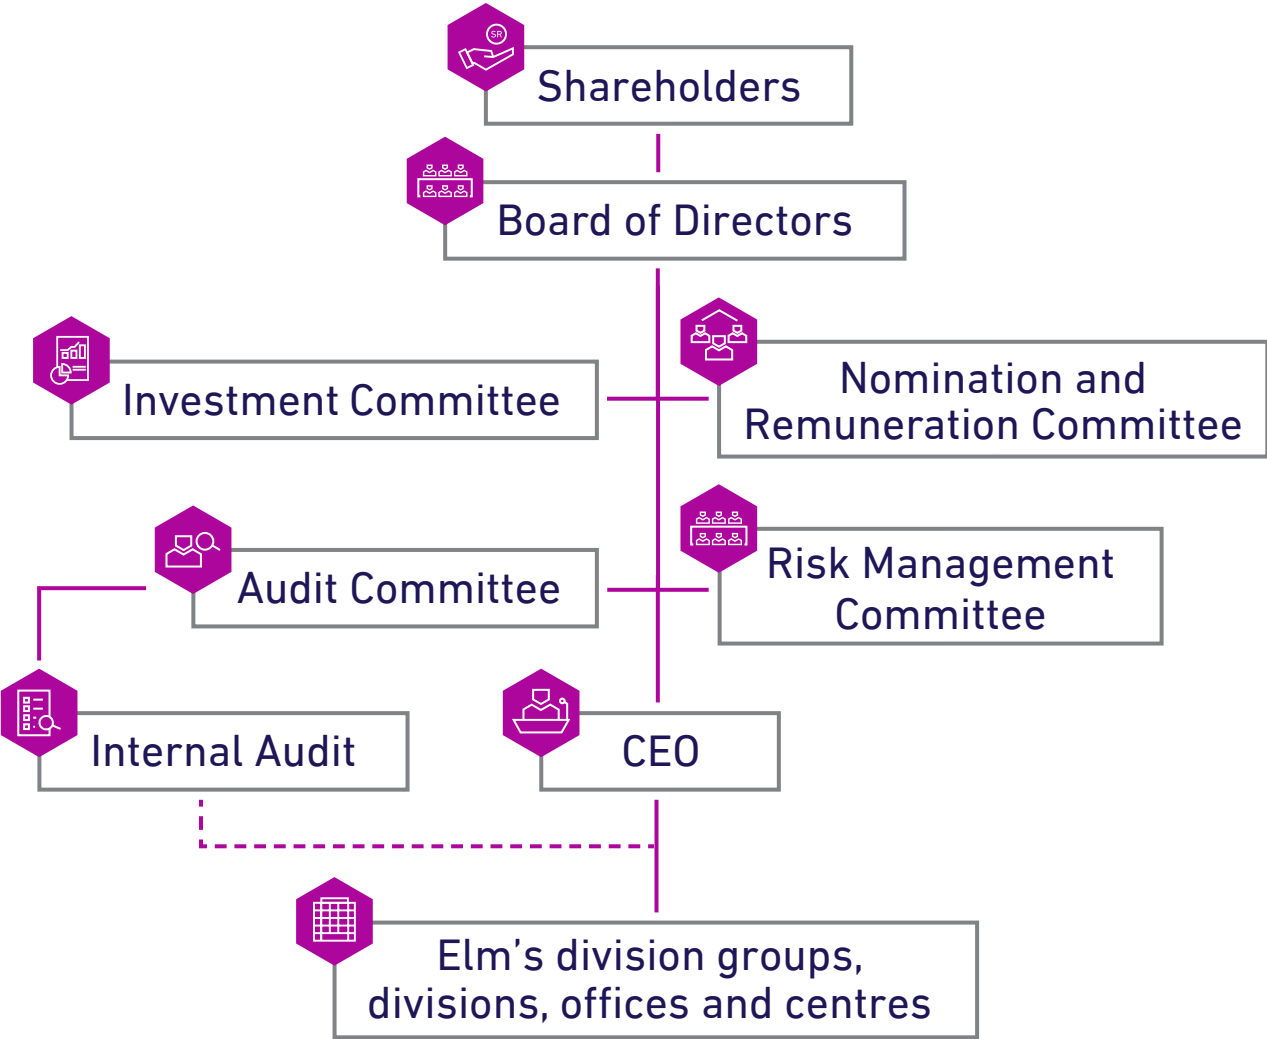 SR
Shareholders
Board of Directors
Investment Committee
Nomination and
Remuneration Committee
Audit Committee
Risk Management
Committee
Internal Audit
CEO
Elm’s division groups,
divisions, offices and centres